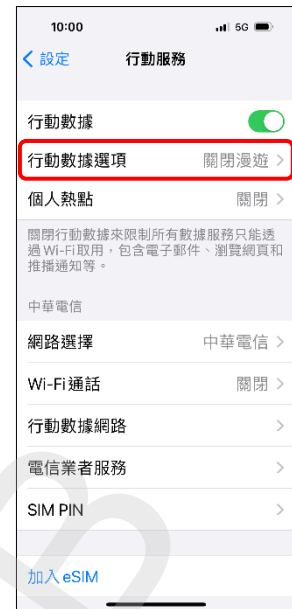 10:00 5G
設定 行動服務
行動數據
行動數據選項 關閉漫遊
個人熱點 關閉
關閉行動數據來限制所有數據服務只能透
過 Wi-Fi 取用，包含電子郵件、瀏覽網頁和
推播通知等。
中華電信
網路選擇 中華電信
Wi-Fi 通話 關閉
行動數據網路
電信業者服務
SIM PIN
加入 eSIM